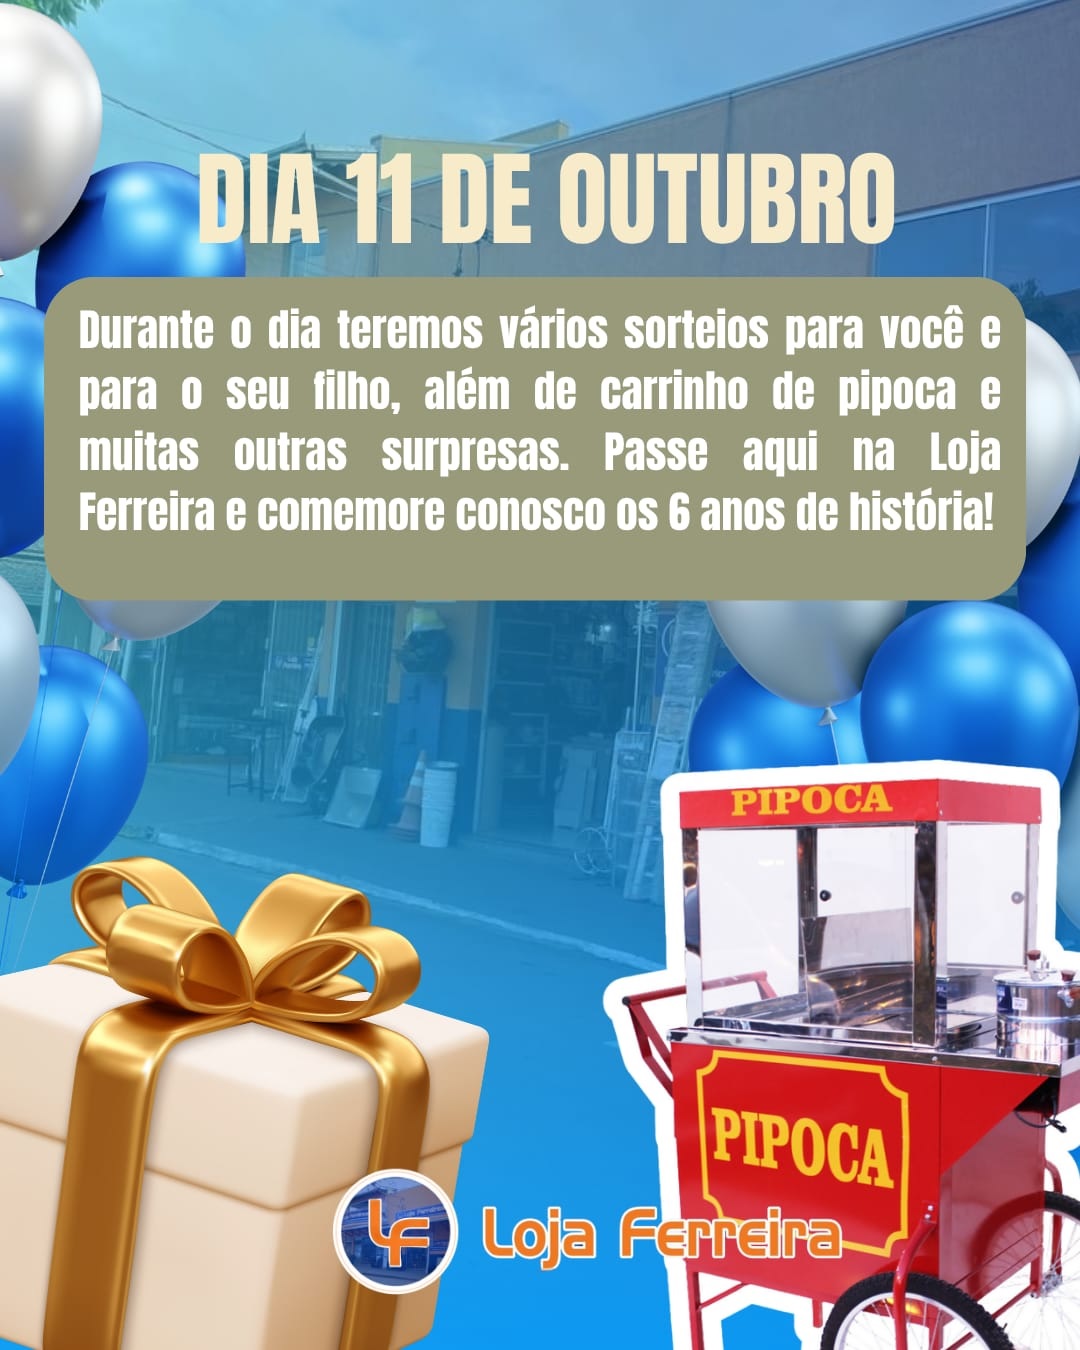 DIA 11 DE OUTUBRO
Durante o dia teremos vários sorteios para você e
para o seu filho, além de carrinho de pipoca e
muitas outras surpresas. Passe aqui na Loja
Ferreira e comemore conosco os 6 anos de história!
PIPOCA
PIPOCA
LF
Loja Ferreira